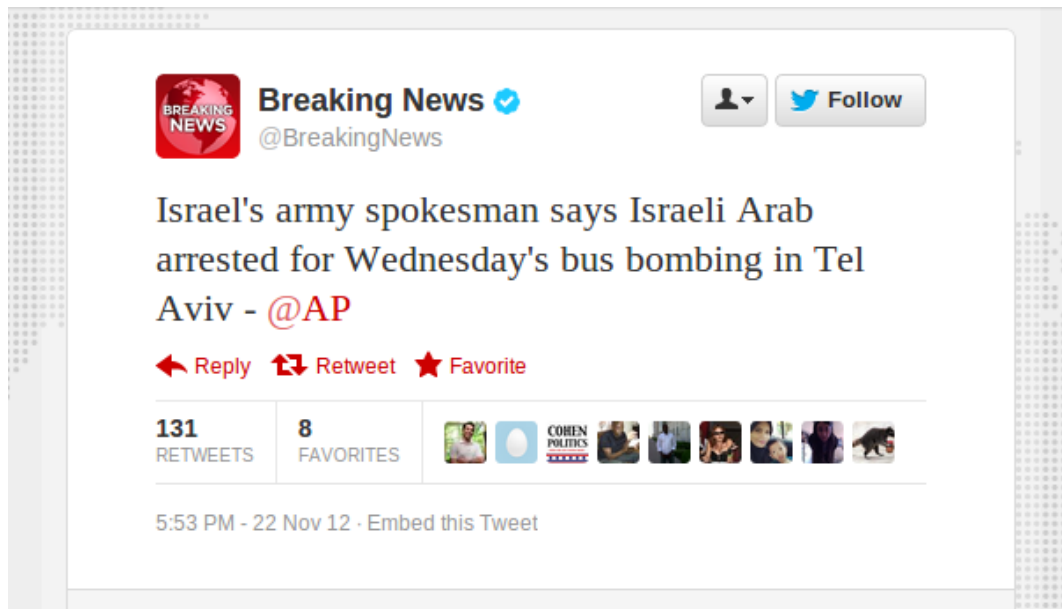 BREAKING
NEWS
Breaking News
@BreakingNews
Follow
Israel's army spokesman says Israeli Arab
arrested for Wednesday's bus bombing in Tel
Aviv - @AP
Reply Retweet Favorite
131
RETWEETS
8
FAVORITES
COHEN
POLITICS
5:53 PM - 22 Nov 12 · Embed this Tweet